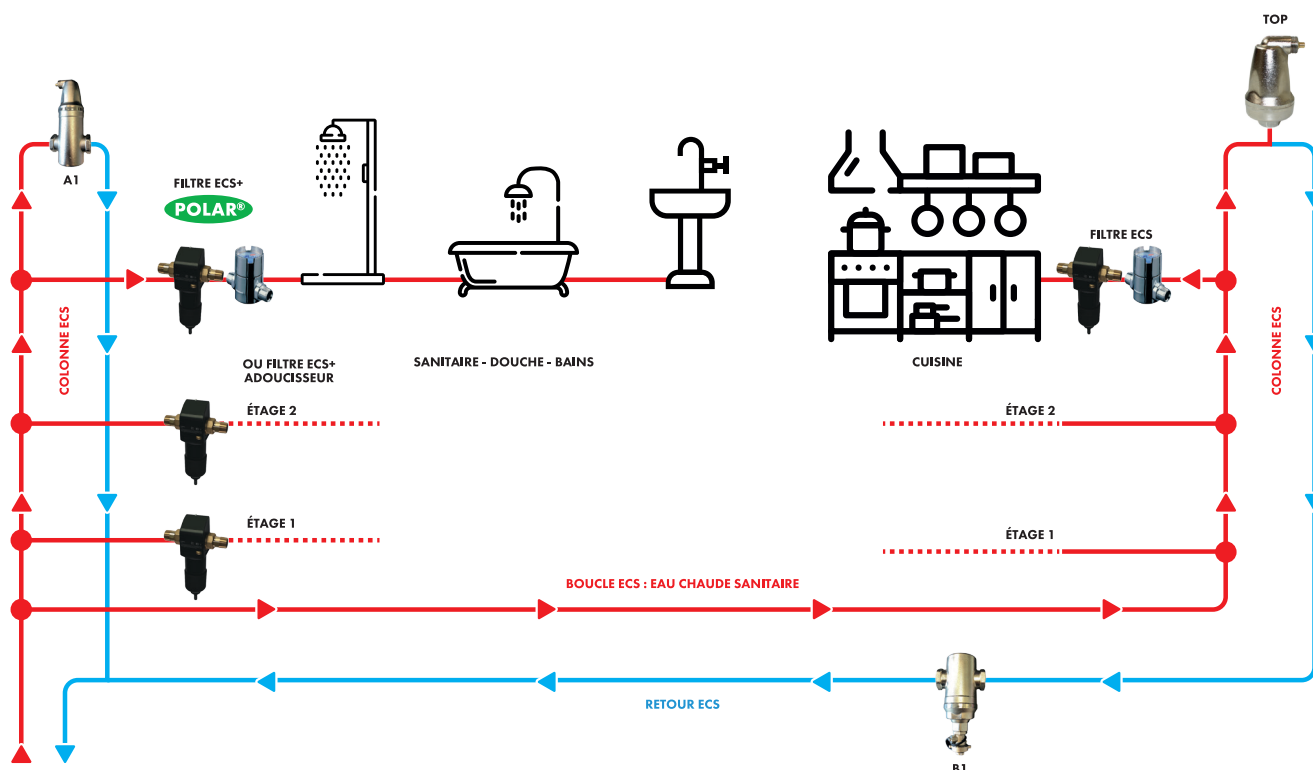 TOP
A1
FILTRE ECS+
POLAR®
FILTRE ECS
COLONNE ECS
COLONNE ECS
OU FILTRE ECS+
ADOUCISSEUR
SANITAIRE - DOUCHE - BAINS
CUISINE
ÉTAGE 2
ÉTAGE 2
ÉTAGE 1
ÉTAGE 1
BOUCLE ECS : EAU CHAUDE SANITAIRE
RETOUR ECS
B1